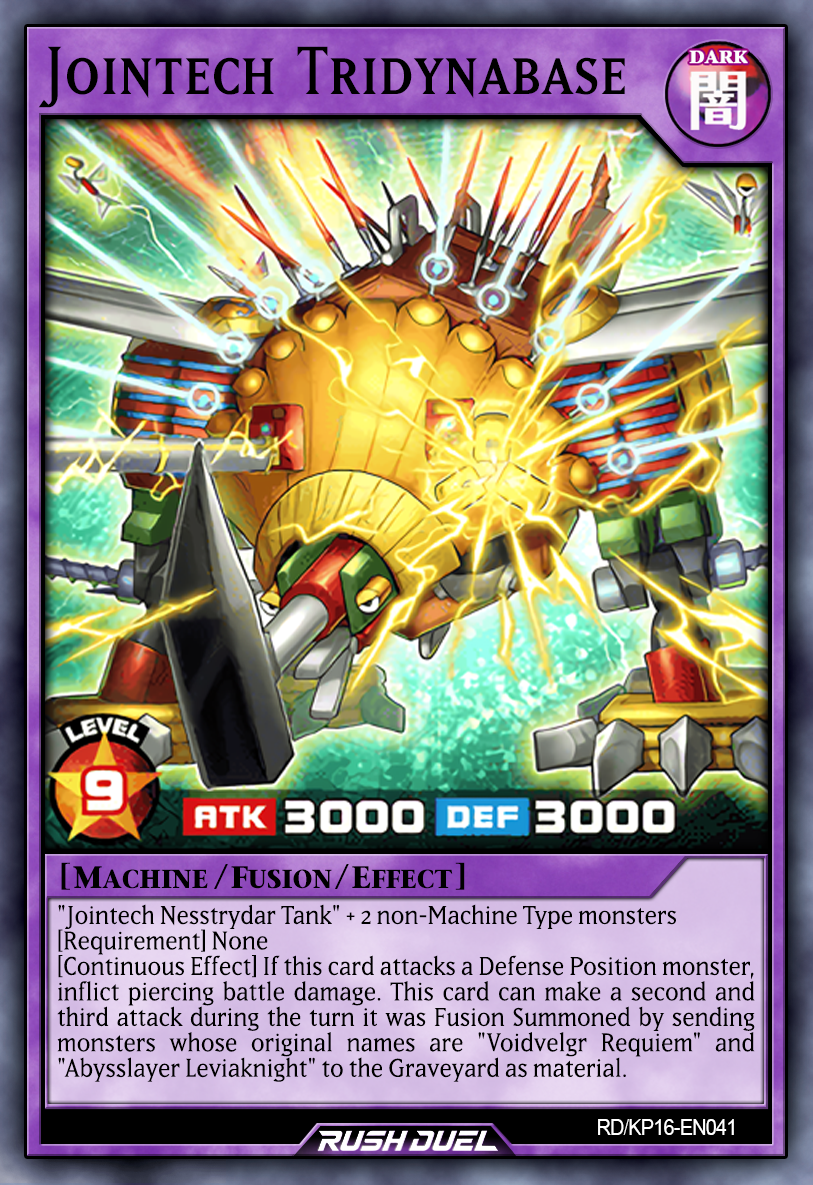 Jointech Tridynabase
DARK
闇
LEVEL
9
ATK 3000 DEF 3000
[Machine/Fusion/Effect]
"Jointech Nesstrydar Tank" + 2 non-Machine Type monsters
[Requirement] None
[Continuous Effect] If this card attacks a Defense Position monster,
inflict piercing battle damage. This card can make a second and
third attack during the turn it was Fusion Summoned by sending
monsters whose original names are "Voidvelgr Requiem" and
"Abysslayer Leviaknight" to the Graveyard as material.
RD/KP16-EN041
RUSH DUEL